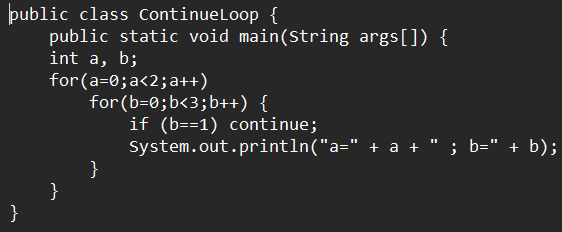 public class ContinueLoop {
    public static void main(String args[]) {
    int a, b;
    for(a=0;a<2;a++)
        for(b=0;b<3;b++) {
            if (b==1) continue;
            System.out.println("a=" + a + " ; b=" + b);
        }
    }
}